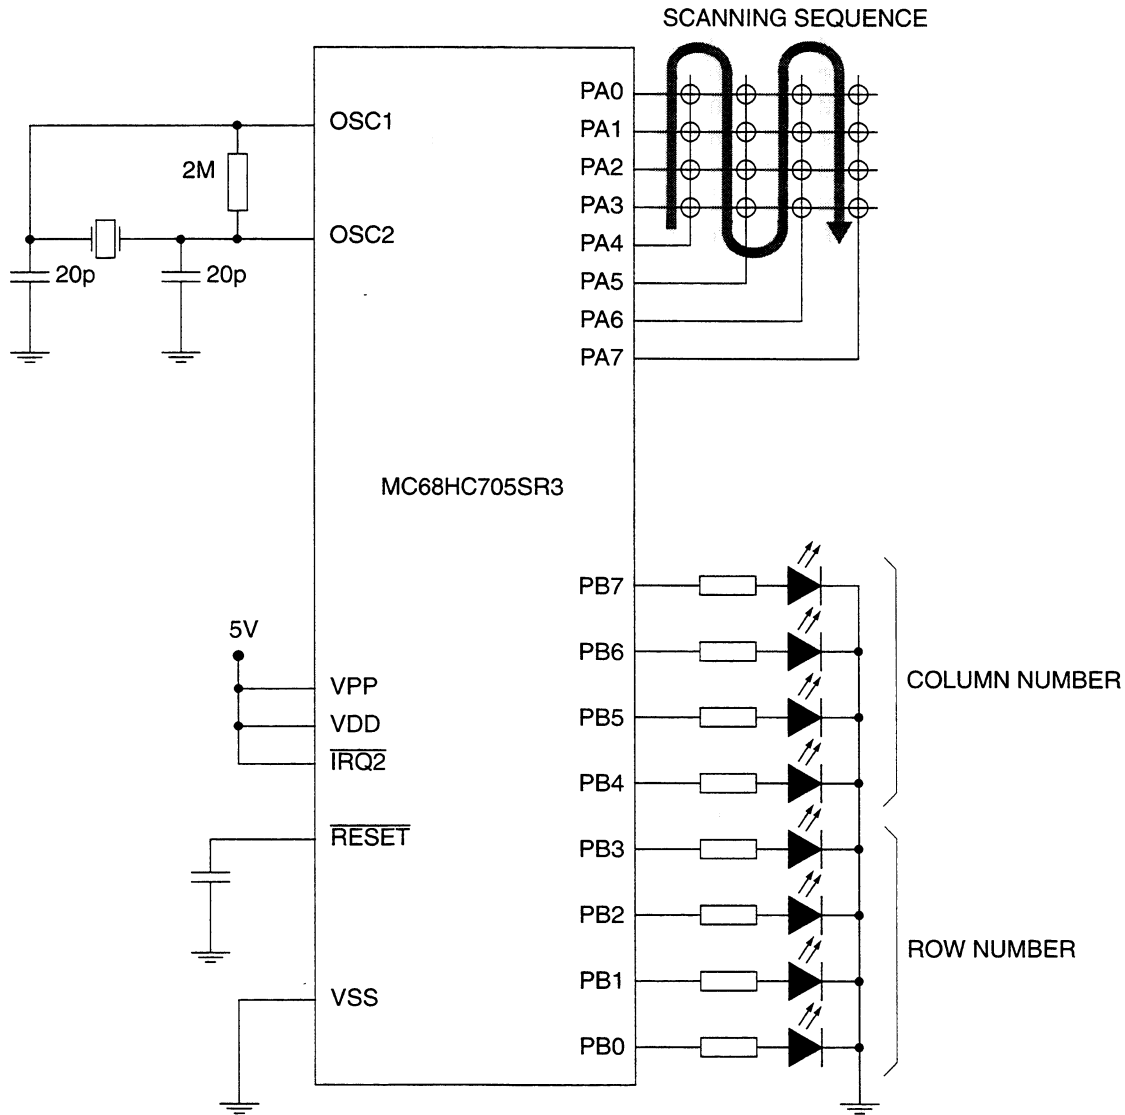 SCANNING SEQUENCE
PA0
PA1
PA2
PA3
PA4
PA5
PA6
PA7
OSC1
2M
OSC2
20p
20p
MC68HC705SR3
5V
VPP
VDD
IRQ2
RESET
VSS
PB7
PB6
PB5
PB4
PB3
PB2
PB1
PB0
COLUMN NUMBER
ROW NUMBER